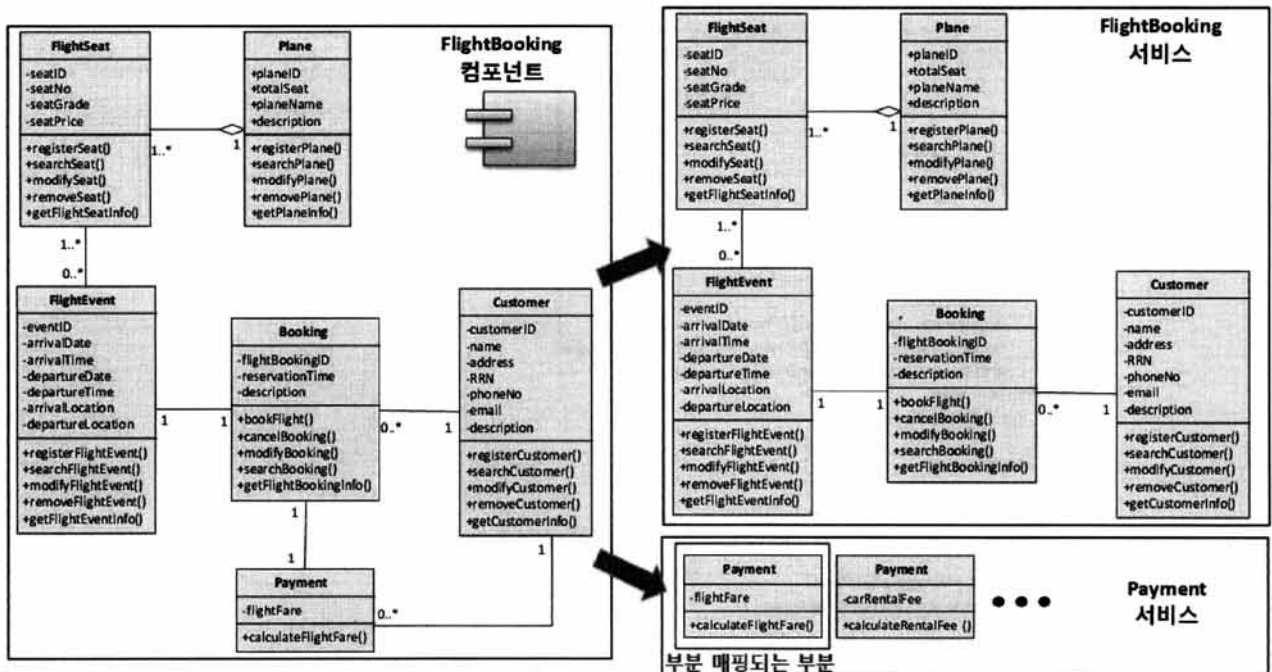 FlightSeat
-seatID
-seatNo
-seatGrade
-seatPrice
+registerSeat()
+searchSeat()
+modifySeat()
+removeSeat()
+getFlightSeatInfo()
1..*
1
Plane
+planeID
+totalSeat
+planeName
+description
+registerPlane()
+searchPlane()
+modifyPlane()
+removePlane()
+getPlaneInfo()
FlightBooking
컴포넌트
1..*
0..*
FlightEvent
-eventID
-arrivalDate
-arrivalTime
-departureDate
-departureTime
-arrivalLocation
-departureLocation
+registerFlightEvent()
+searchFlightEvent()
+modifyFlightEvent()
+removeFlightEvent()
+getFlightEventInfo()
1
1
Booking
-flightBookingID
-reservationTime
-description
+bookFlight()
+cancelBooking()
+modifyBooking()
+searchBooking()
+getFlightBookingInfo()
0..*
1
Customer
-customerID
-name
-address
-RRN
-phoneNo
-email
-description
+registerCustomer()
+searchCustomer()
+modifyCustomer()
+removeCustomer()
+getCustomerInfo()
1
1
1
0..*
Payment
-flightFare
+calculateFlightFare()
FlightSeat
-seatID
-seatNo
-seatGrade
-seatPrice
+registerSeat()
+searchSeat()
+modifySeat()
+removeSeat()
+getFlightSeatInfo()
1..*
1
Plane
+planeID
+totalSeat
+planeName
+description
+registerPlane()
+searchPlane()
+modifyPlane()
+removePlane()
+getPlaneInfo()
FlightBooking
서비스
1..*
0..*
FlightEvent
-eventID
-arrivalDate
-arrivalTime
-departureDate
-departureTime
-arrivalLocation
-departureLocation
+registerFlightEvent()
+searchFlightEvent()
+modifyFlightEvent()
+removeFlightEvent()
+getFlightEventInfo()
1
1
Booking
-flightBookingID
-reservationTime
-description
+bookFlight()
+cancelBooking()
+modifyBooking()
+searchBooking()
+getFlightBookingInfo()
0..*
1
Customer
-customerID
-name
-address
-RRN
-phoneNo
-email
-description
+registerCustomer()
+searchCustomer()
+modifyCustomer()
+removeCustomer()
+getCustomerInfo()
Payment
-flightFare
+calculateFlightFare()
Payment
-carRentalFee
+calculateRentalFee ()
Payment
서비스
부분 매핑되는 부분